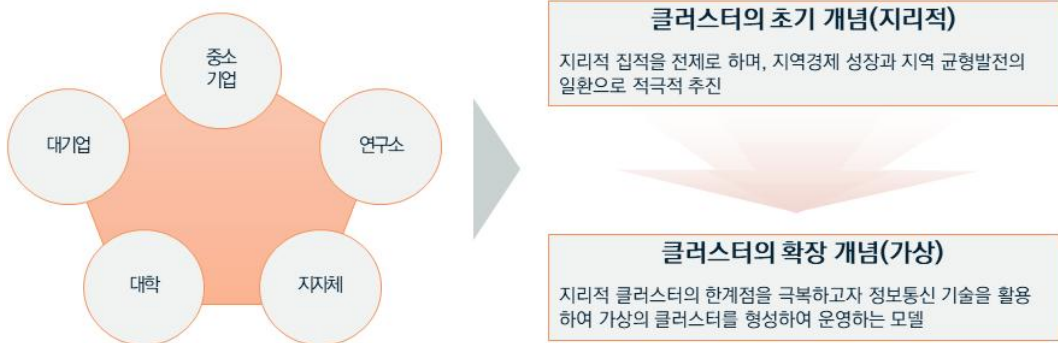 중소
기업
대기업
연구소
대학
지자체
클러스터의 초기 개념(지리적)
지리적 집적을 전제로 하며, 지역경제 성장과 지역 균형발전의
일환으로 적극적 추진
클러스터의 확장 개념(가상)
지리적 클러스터의 한계점을 극복하고자 정보통신 기술을 활용
하여 가상의 클러스터를 형성하여 운영하는 모델